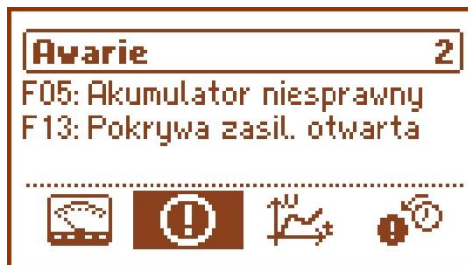 Awarie 2
F05: Akumulator niesprawny
F13: Pokrywa zasil. otwarta
U
t